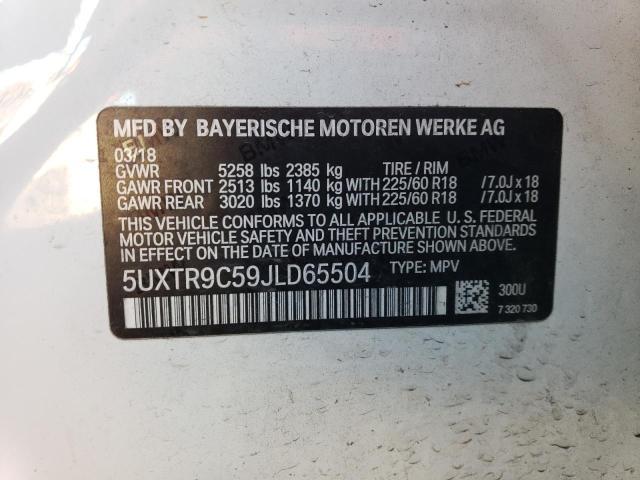 MFD BY BAYERISCHE MOTOREN WERKE AG
03/18
GVWR 5258 lbs 2385 kg TIRE / RIM
GAWR FRONT 2513 lbs 1140 kg WITH 225/60 R18 /7.0J x 18
GAWR REAR 3020 lbs 1370 kg WITH 225/60 R18 /7.0J x 18
THIS VEHICLE CONFORMS TO ALL APPLICABLE U. S. FEDERAL
MOTOR VEHICLE SAFETY AND THEFT PREVENTION STANDARDS
IN EFFECT ON THE DATE OF MANUFACTURE SHOWN ABOVE.
5UXTR9C59JLD65504 TYPE: MPV
300U
7 320 730